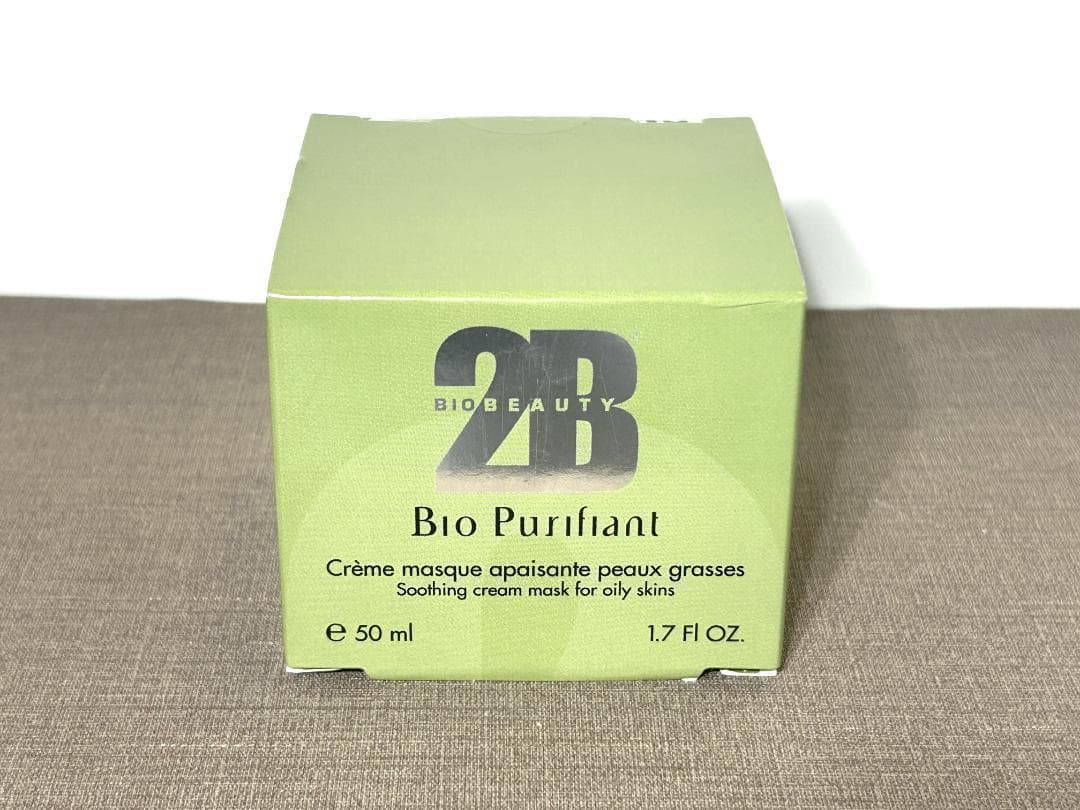 2B
BIOBEAUTY
Bio Purifiant
Crème masque apaisante peaux grasses
Soothing cream mask for oily skins
℮ 50 ml 1.7 Fl OZ.